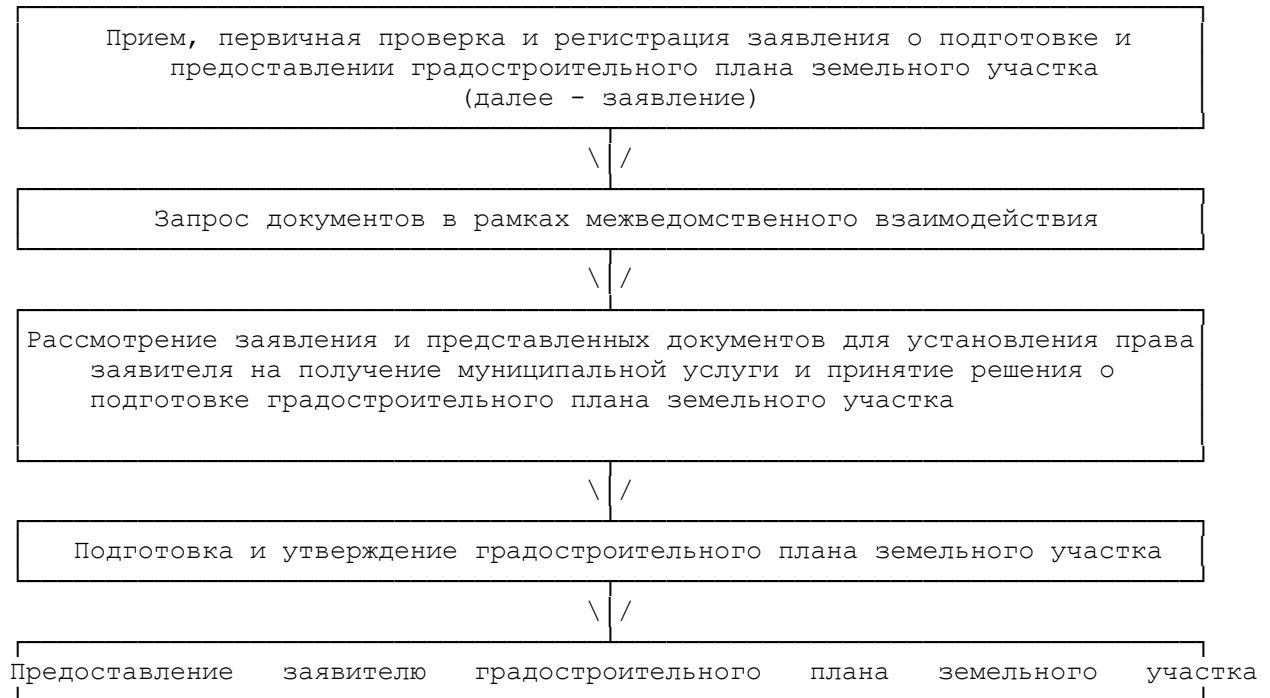 Прием, первичная проверка и регистрация заявления о подготовке и
предоставлении градостроительного плана земельного участка
(далее - заявление)
Запрос документов в рамках межведомственного взаимодействия
Рассмотрение заявления и представленных документов для установления права
заявителя на получение муниципальной услуги и принятие решения о
подготовке градостроительного плана земельного участка
Подготовка и утверждение градостроительного плана земельного участка
Предоставление заявителю градостроительного плана земельного участка